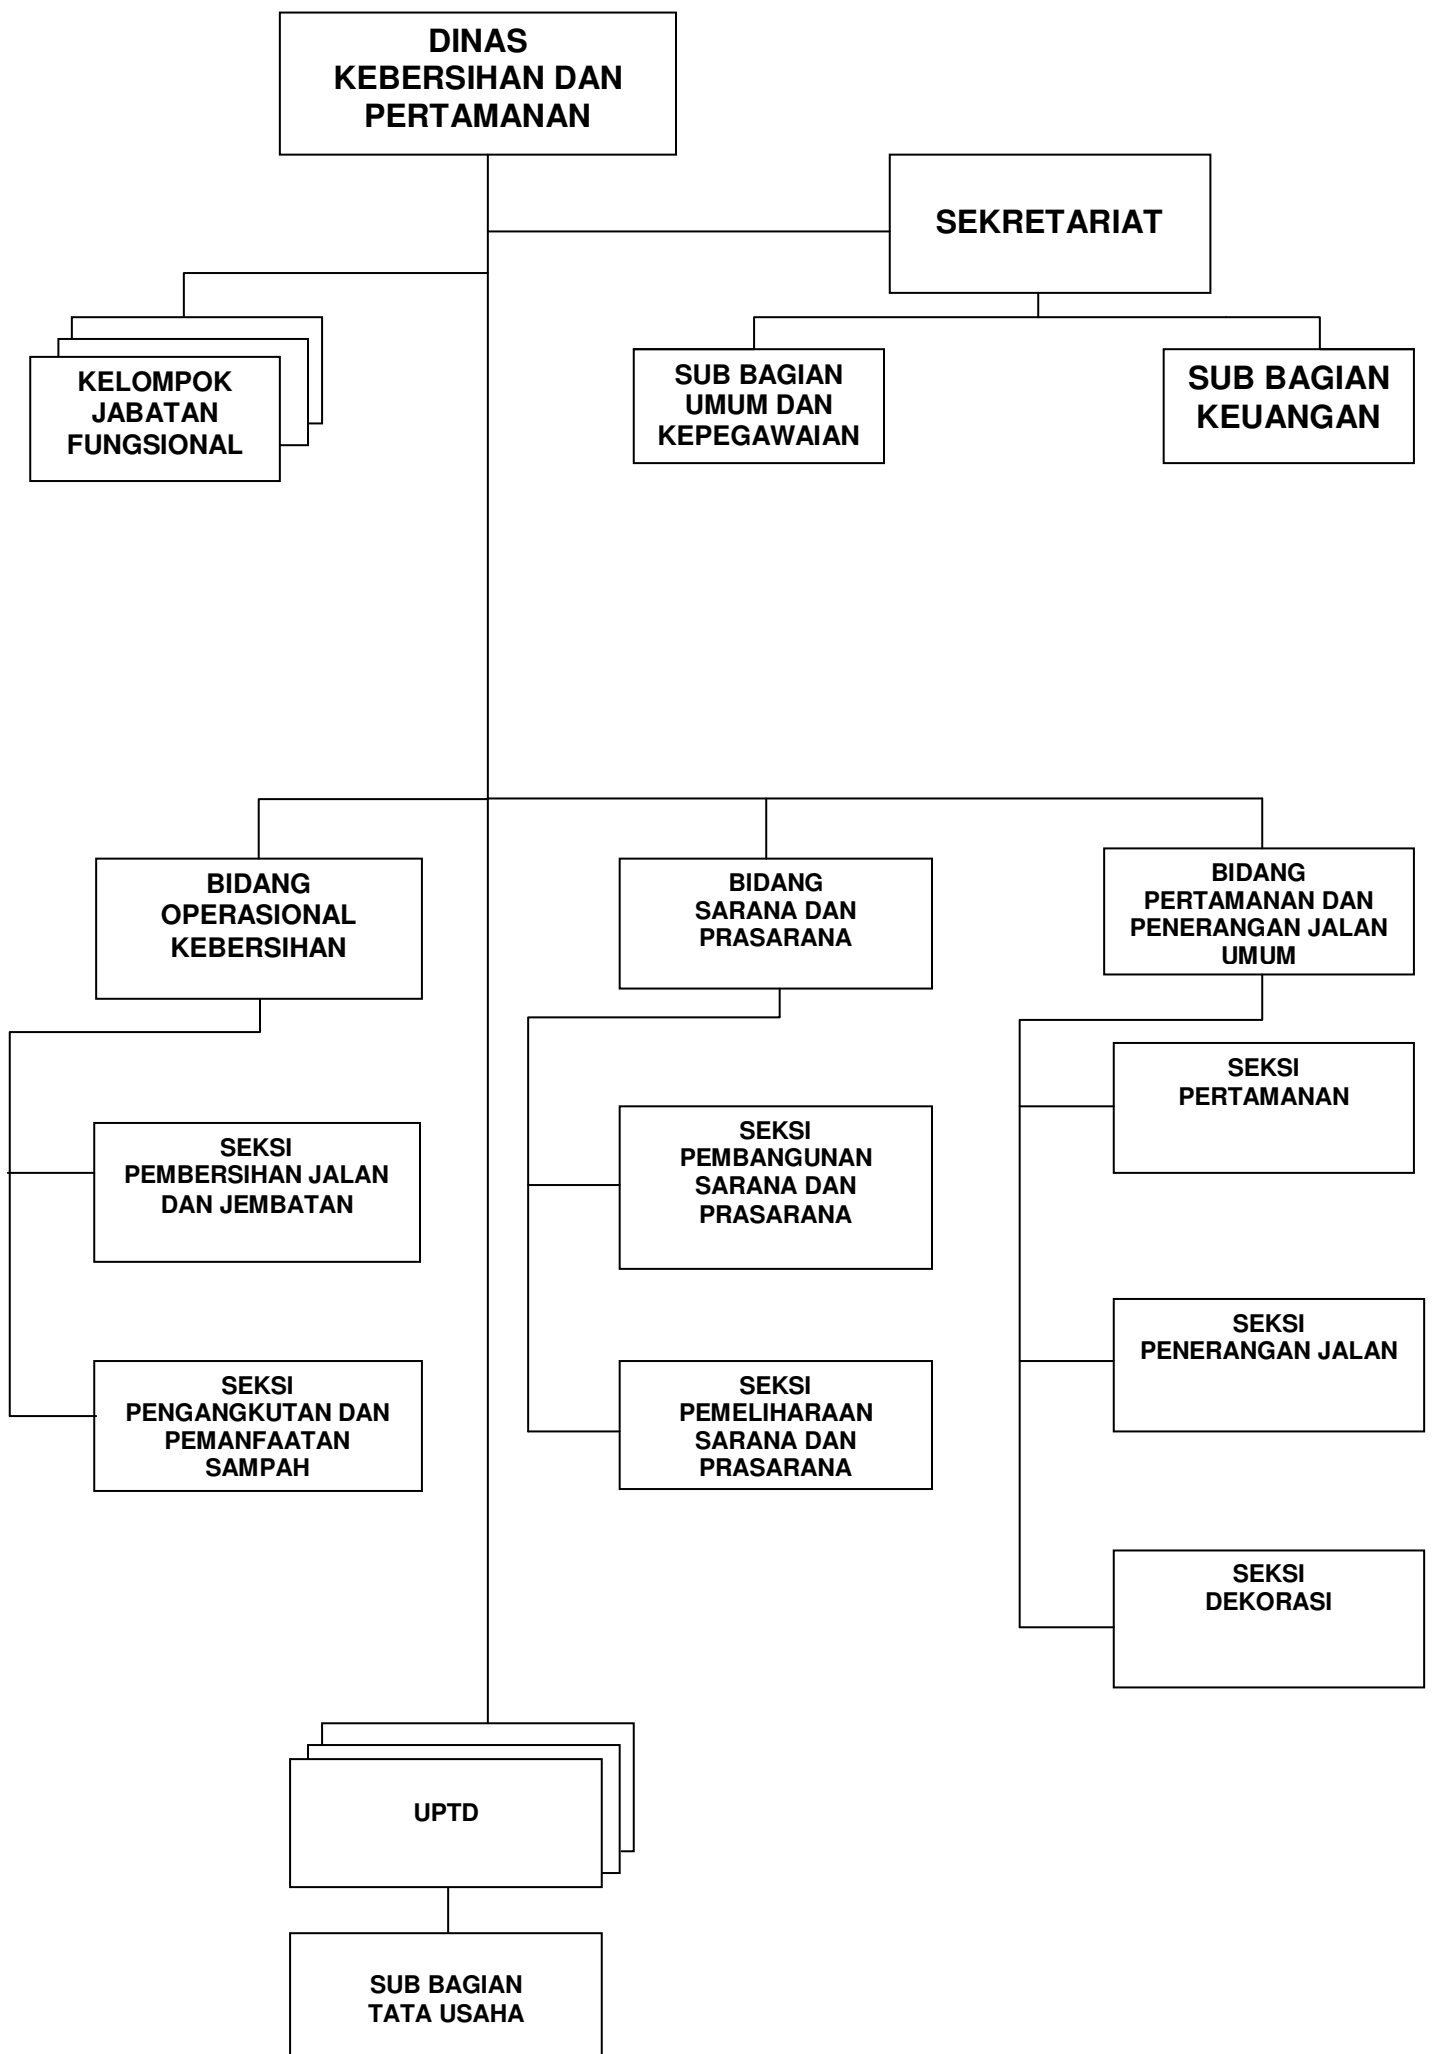 DINAS
KEBERSIHAN DAN
PERTAMANAN
SEKRETARIAT
KELOMPOK
JABATAN
FUNGSIONAL
SUB BAGIAN
UMUM DAN
KEPEGAWAIAN
SUB BAGIAN
KEUANGAN
BIDANG
OPERASIONAL
KEBERSIHAN
BIDANG
SARANA DAN
PRASARANA
BIDANG
PERTAMANAN DAN
PENERANGAN JALAN
UMUM
SEKSI
PEMBERSIHAN JALAN
DAN JEMBATAN
SEKSI
PEMBANGUNAN
SARANA DAN
PRASARANA
SEKSI
PERTAMANAN
SEKSI
PENGANGKUTAN DAN
PEMANFAATAN
SAMPAH
SEKSI
PEMELIHARAAN
SARANA DAN
PRASARANA
SEKSI
PENERANGAN JALAN
SEKSI
DEKORASI
UPTD
SUB BAGIAN
TATA USAHA